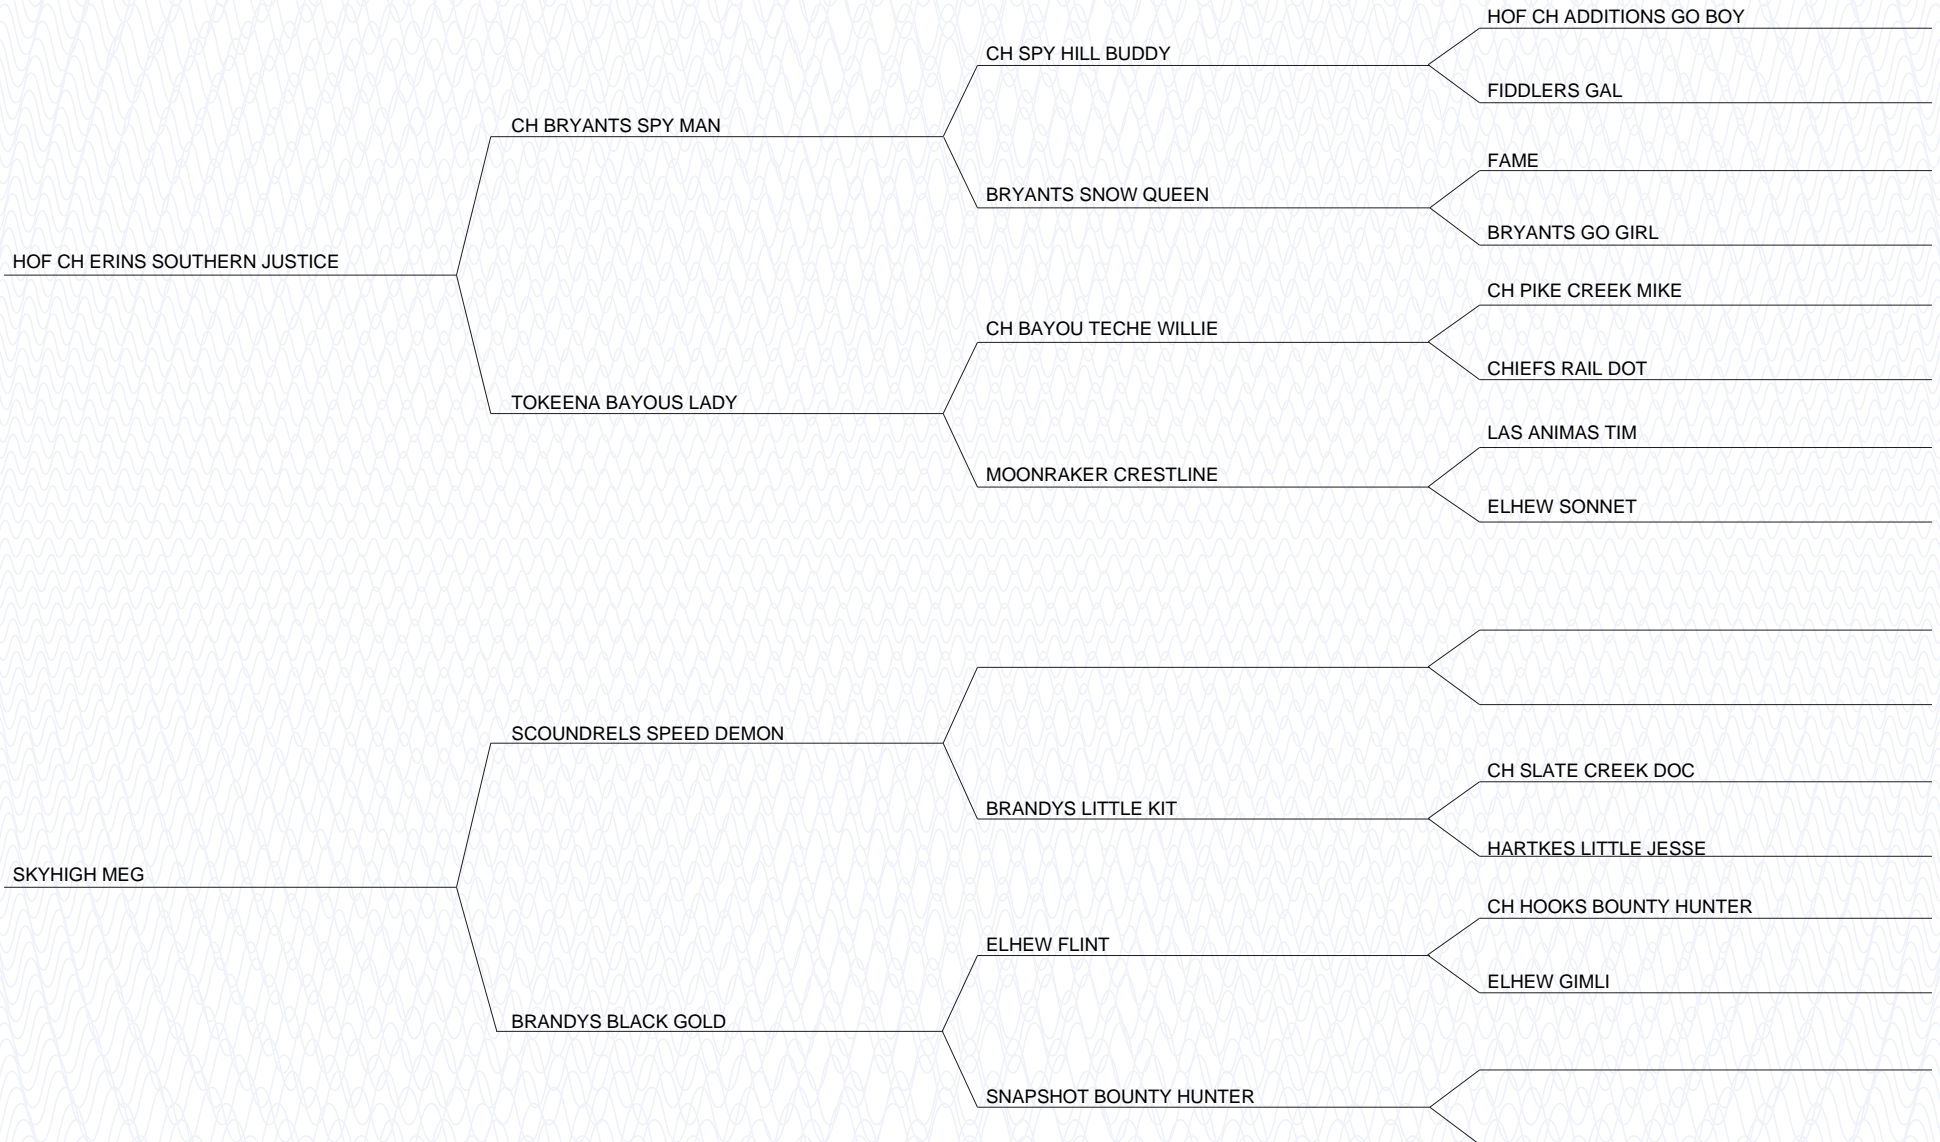 HOF CH ADDITIONS GO BOY
CH SPY HILL BUDDY
FIDDLERS GAL
CH BRYANTS SPY MAN
FAME
BRYANTS SNOW QUEEN
BRYANTS GO GIRL
HOF CH ERINS SOUTHERN JUSTICE
CH PIKE CREEK MIKE
CH BAYOU TECHE WILLIE
CHIEFS RAIL DOT
TOKEENA BAYOUS LADY
LAS ANIMAS TIM
MOONRAKER CRESTLINE
ELHEW SONNET
SCOUNDRELS SPEED DEMON
CH SLATE CREEK DOC
BRANDYS LITTLE KIT
HARTKES LITTLE JESSE
SKYHIGH MEG
CH HOOKS BOUNTY HUNTER
ELHEW FLINT
ELHEW GIMLI
BRANDYS BLACK GOLD
SNAPSHOT BOUNTY HUNTER